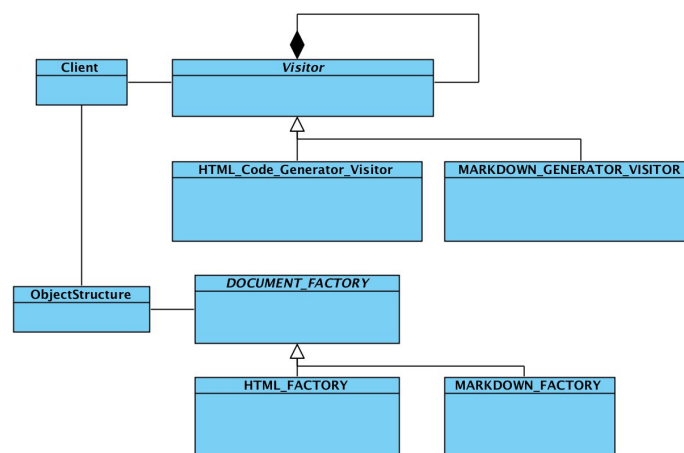 Client
Visitor
HTML_Code_Generator_Visitor
MARKDOWN_GENERATOR_VISITOR
DOCUMENT_FACTORY
ObjectStructure
HTML_FACTORY
MARKDOWN_FACTORY